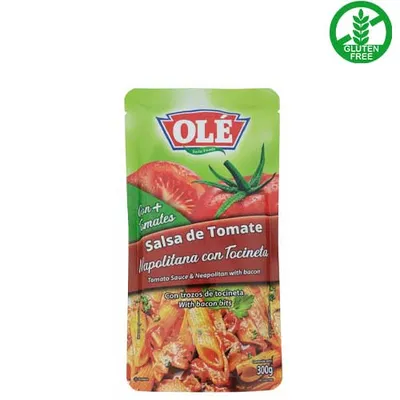 GLUTEN
FREE
OLÉ
Con +
Tomates
Salsa de Tomate
Napolitana con Tocineta
Tomato Sauce & Neapolitan with bacon
Con trozos de tocineta
With bacon bits
300g